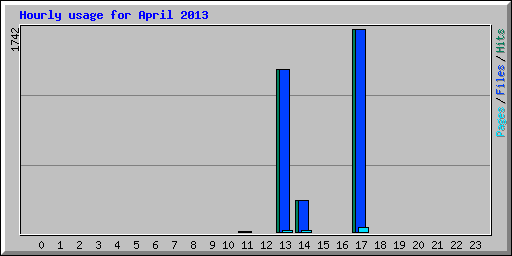 Hourly usage for April 2013
1742
Pages/Files/Hits
0 1 2 3 4 5 6 7 8 9 10 11 12 13 14 15 16 17 18 19 20 21 22 23